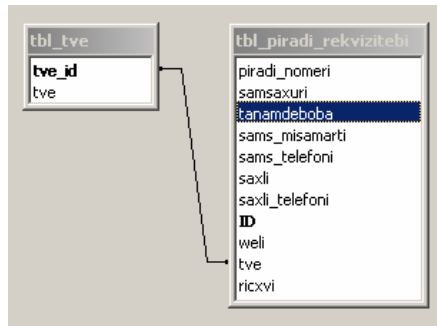 tbl_tve
tve_id
tve
tbl_piradi_rekvizitebi
piradi_nomeri
samsaxuri
tanamdeboba
sams_misamarti
sams_telefoni
saxli
saxli_telefoni
ID
weli
tve
ricxvi